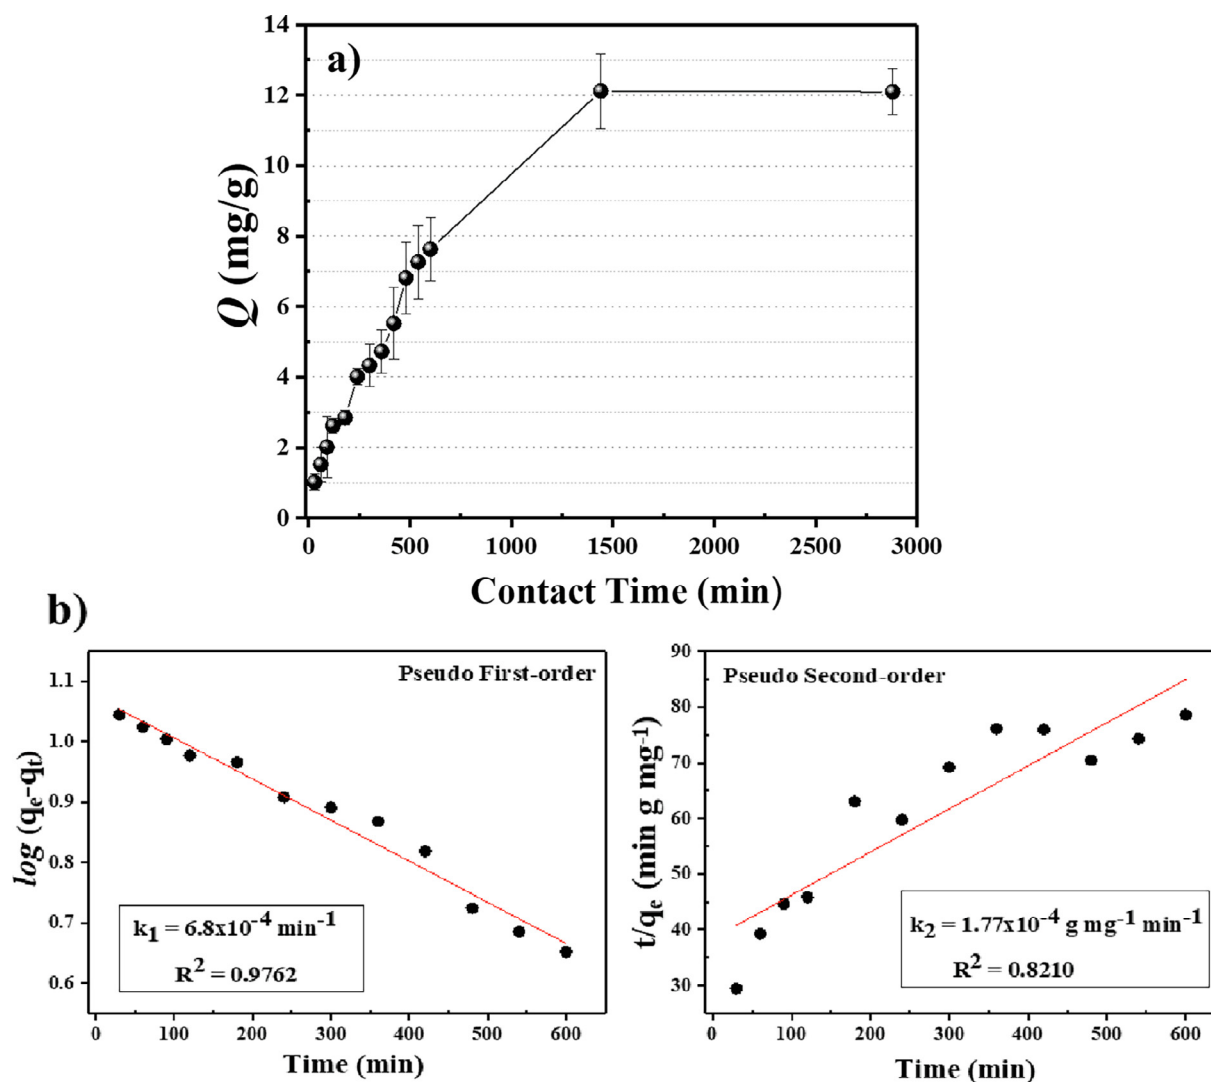 a)
14
12
10
8
6
4
2
0
Q (mg/g)
0 500 1000 1500 2000 2500 3000
Contact Time (min)
b)
Pseudo First-order
1.1
1.0
0.9
0.8
0.7
0.6
log (qe-qt)
k1 = 6.8x10-4 min-1
R2 = 0.9762
0 100 200 300 400 500 600
Time (min)
Pseudo Second-order
90
80
70
60
50
40
30
t/qe (min g mg-1)
k2 = 1.77x10-4 g mg-1 min-1
R2 = 0.8210
0 100 200 300 400 500 600
Time (min)